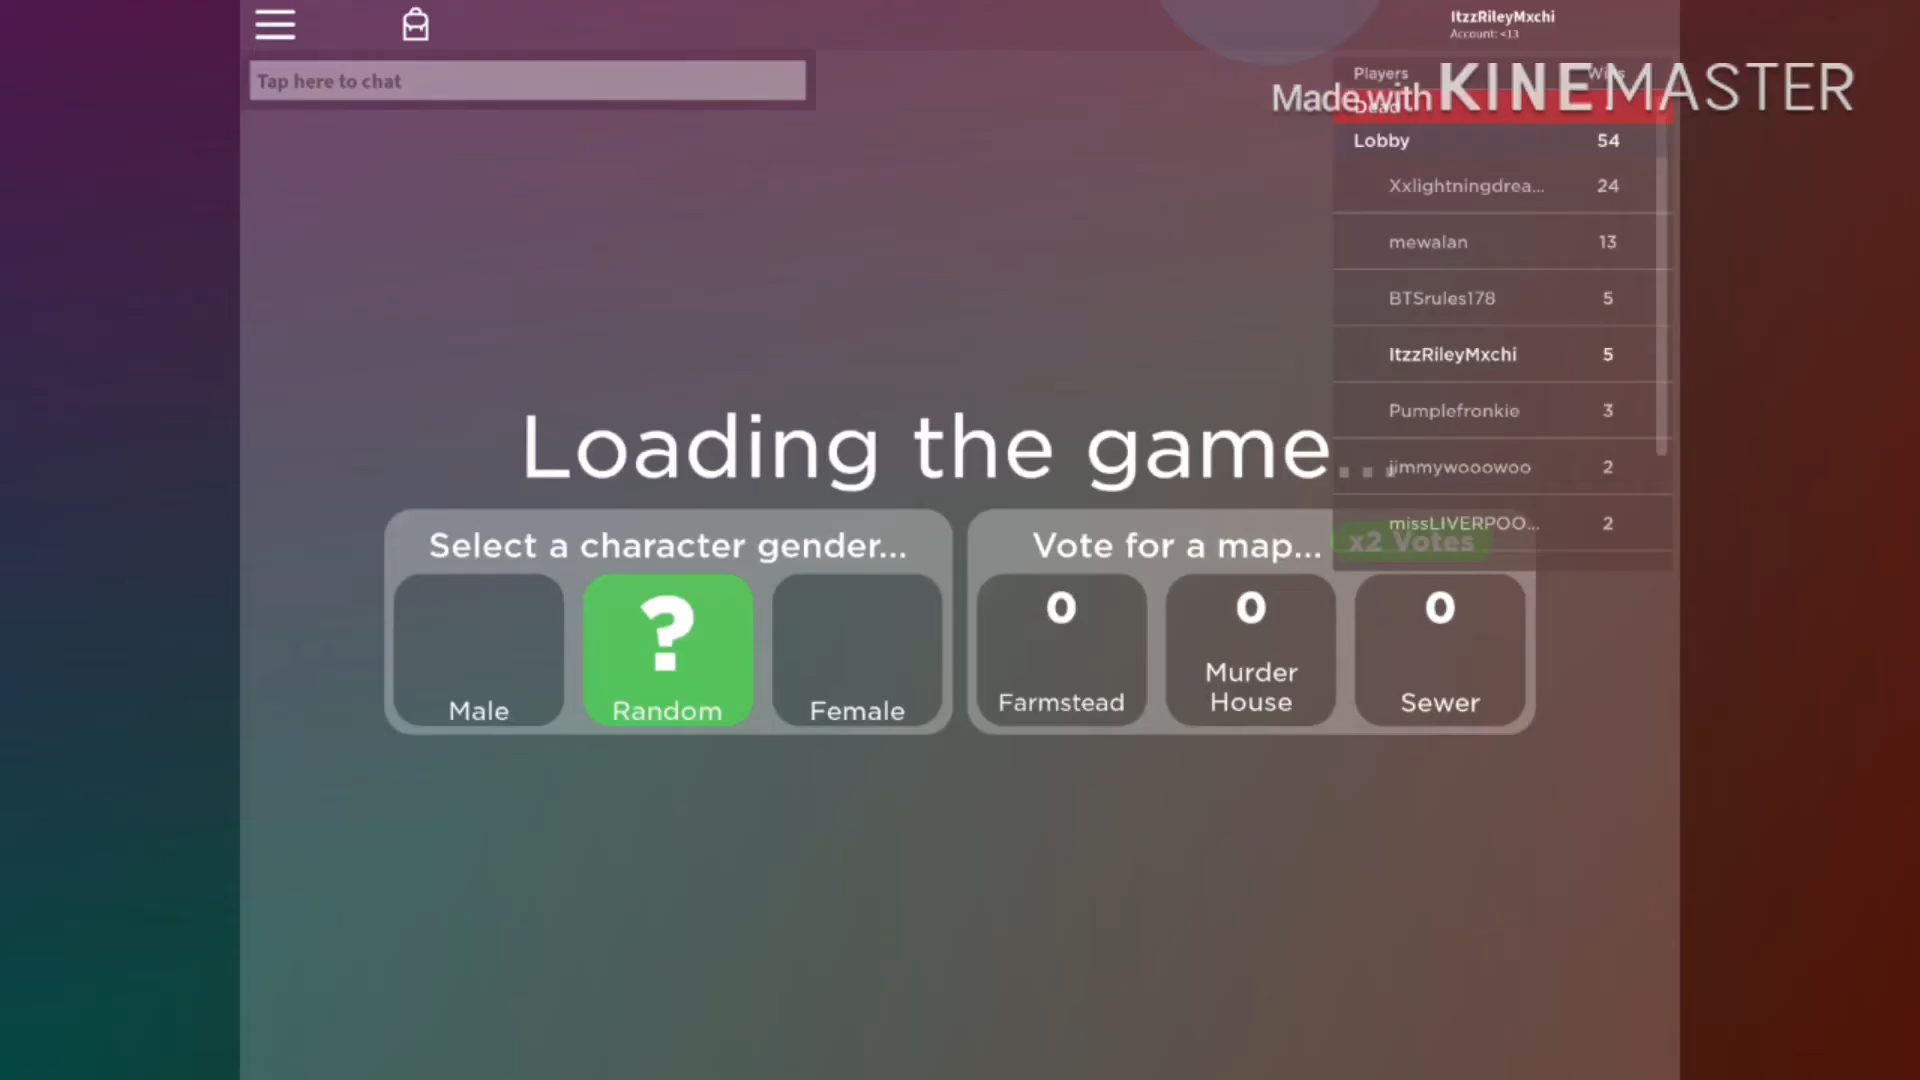 ItzzRileyMxchi
Account: <13
Tap here to chat
Players Wins
Made with KINEMASTER
Dead
Lobby 54
Xxlightningdrea... 24
mewalan 13
BTSrules178 5
ItzzRileyMxchi 5
Pumplefronkie 3
Loading the game...
jimmywooowoo 2
missLIVERPOO... 2
Select a character gender...
Vote for a map... x2 Votes
Male
?
Random
Female
0
Farmstead
0
Murder
House
0
Sewer